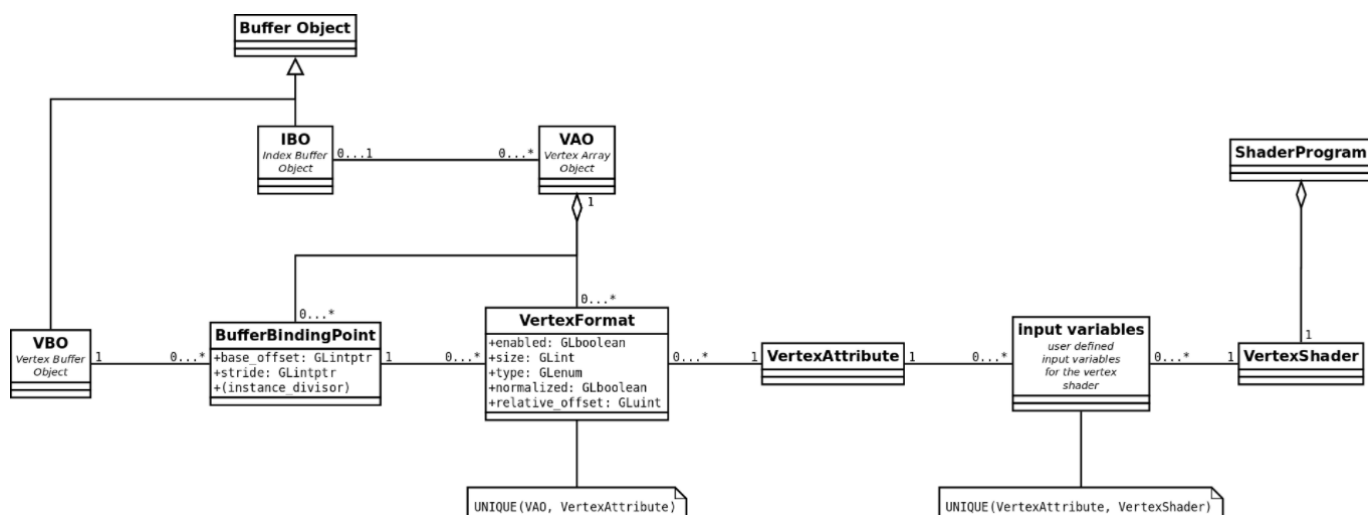 Buffer Object
IBO
Index Buffer
Object
0...1
0...*
VAO
Vertex Array
Object
1
ShaderProgram
0...*
0...*
VBO
Vertex Buffer
Object
1
0...*
BufferBindingPoint
+base_offset: GLintptr
+stride: GLintptr
+(instance_divisor)
1
0...*
VertexFormat
+enabled: GLboolean
+size: GLint
+type: GLenum
+normalized: GLboolean
+relative_offset: GLuint
0...*
1
VertexAttribute
1
0...*
input variables
user defined
input variables
for the vertex
shader
0...*
1
1
VertexShader
UNIQUE(VAO, VertexAttribute)
UNIQUE(VertexAttribute, VertexShader)